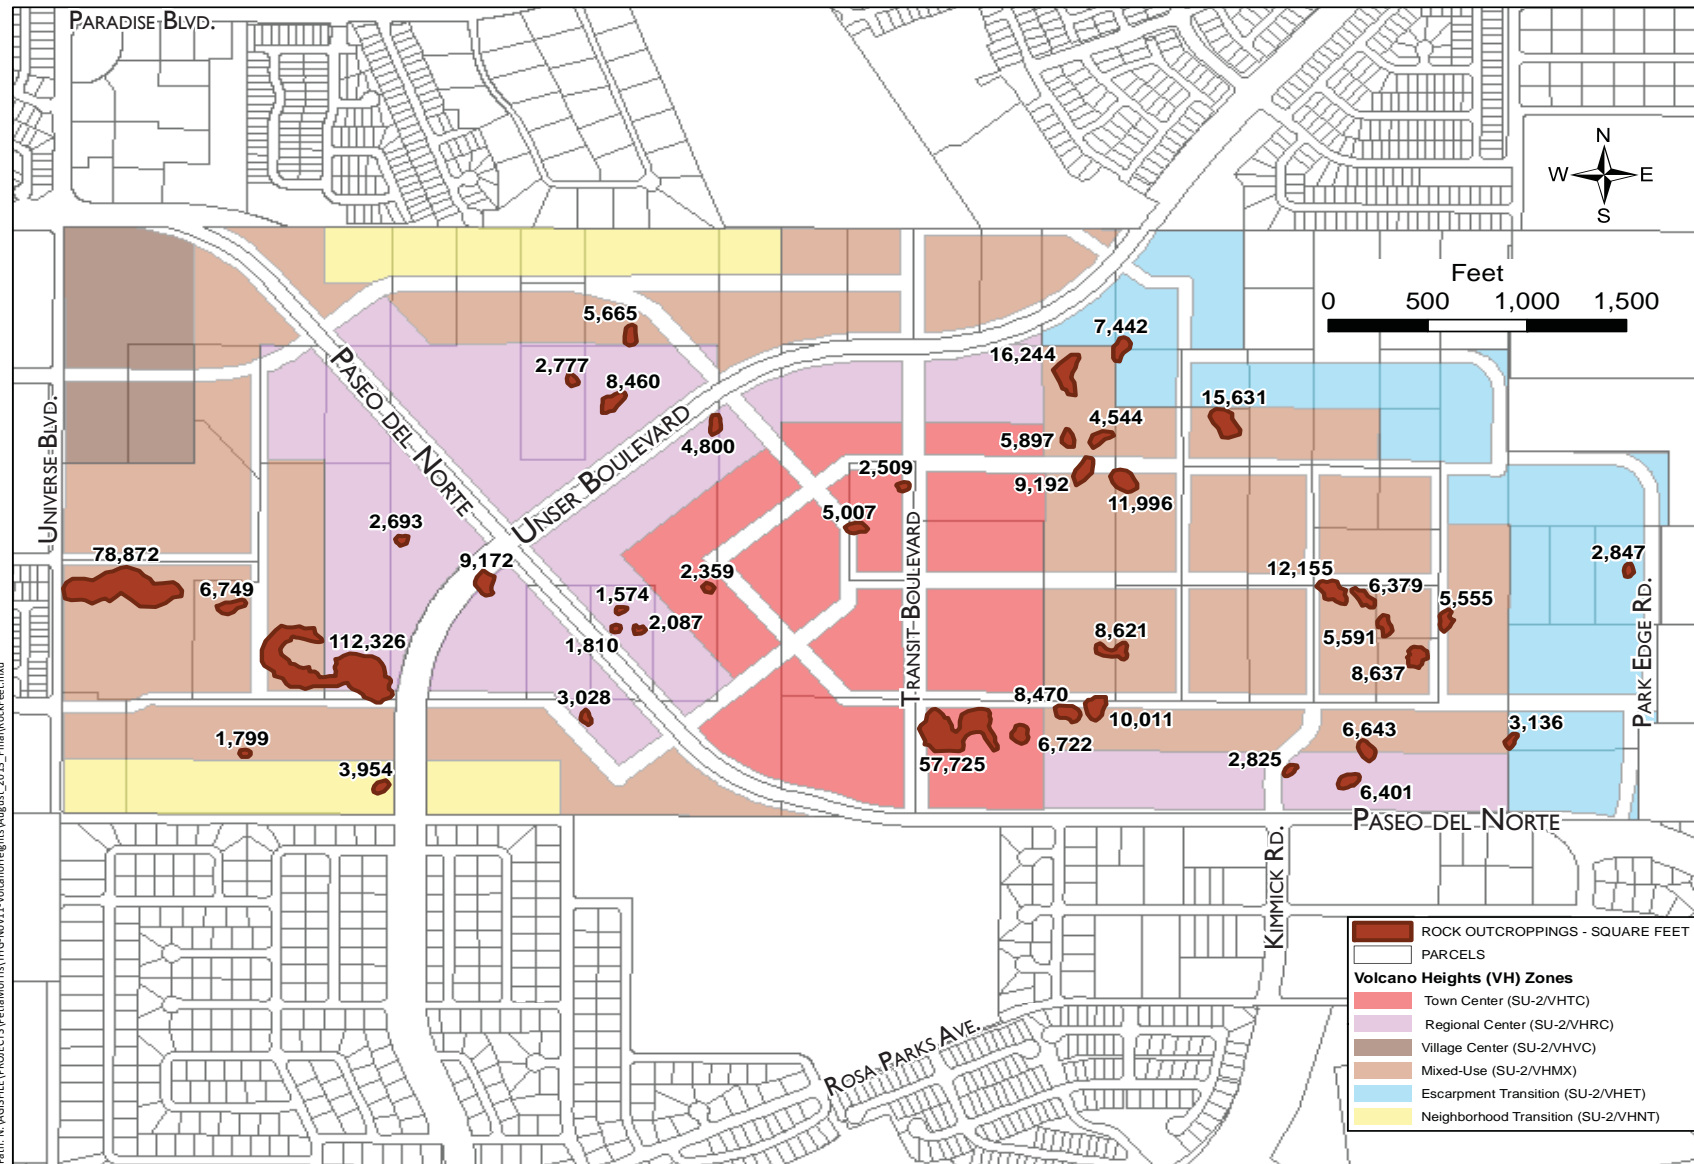 PARADISE BLVD.
N
W E
S
Feet
0 500 1,000 1,500
5,665
7,442
16,244
2,777
8,460
15,631
PASEO DEL NORTE
UNIVERSE BLVD.
UNSER BOULEVARD
4,800
4,544
5,897
2,509
9,192
11,996
5,007
2,693
78,872
9,172
2,847
2,359
12,155
6,379
6,749
1,574
5,555
2,087
1,810
112,326
8,621
5,591
8,637
TRANSIT BOULEVARD
PARK EDGE RD.
3,028
8,470
10,011
1,799
6,722
6,643
3,136
57,725
2,825
3,954
6,401
PASEO DEL NORTE
KIMMICK RD.
ROSA PARKS AVE.
ROCK OUTCROPPINGS - SQUARE FEET
PARCELS
Volcano Heights (VH) Zones
Town Center (SU-2/VHTC)
Regional Center (SU-2/VHRC)
Village Center (SU-2/VHVC)
Mixed-Use (SU-2/VHMX)
Escarpment Transition (SU-2/VHET)
Neighborhood Transition (SU-2/VHNT)